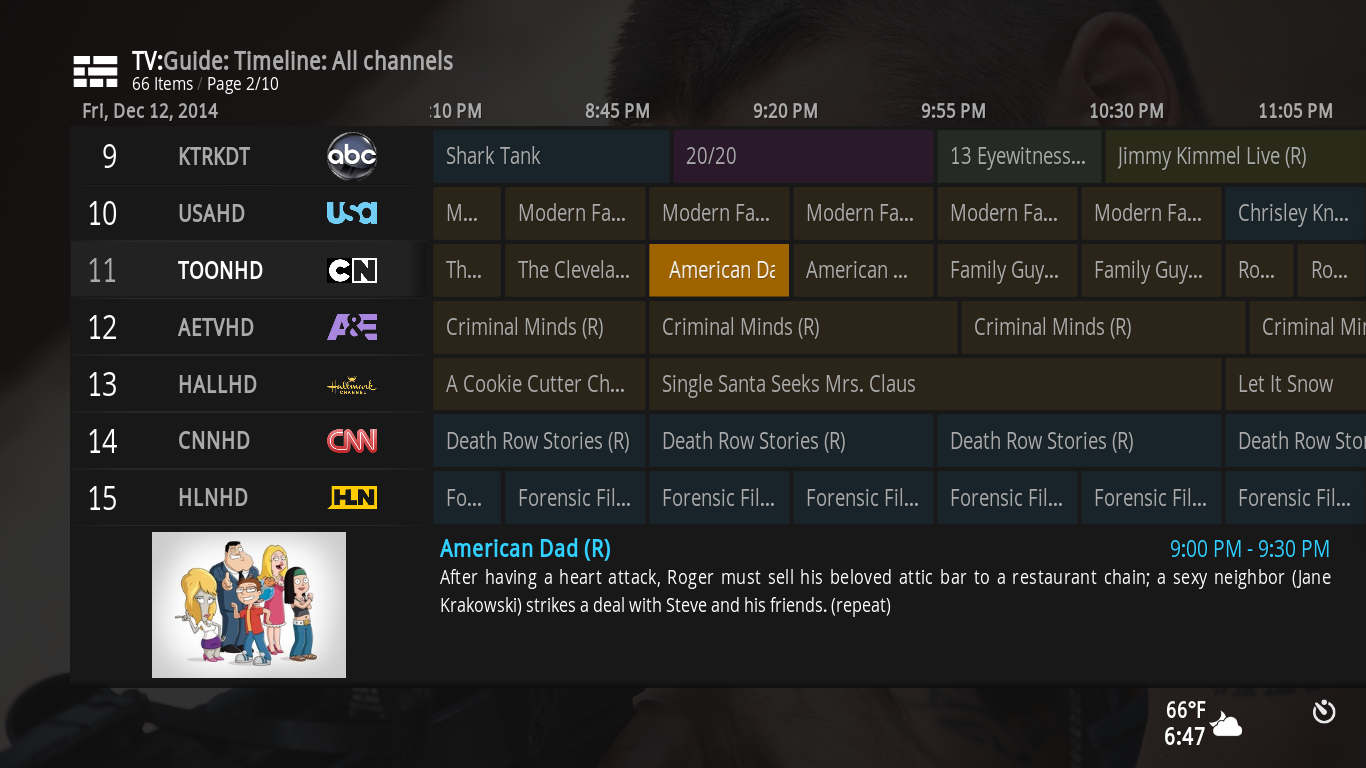 TV:Guide: Timeline: All channels
66 Items / Page 2/10
Fri, Dec 12, 2014 :10 PM 8:45 PM 9:20 PM 9:55 PM 10:30 PM 11:05 PM
9 KTRKDT abc Shark Tank 20/20 13 Eyewitness... Jimmy Kimmel Live (R)
10 USAHD usa M... Modern Fa... Modern Fa... Modern Fa... Modern Fa... Modern Fa... Chrisley Kn...
11 TOONHD CN Th... The Clevela... American Da American ... Family Guy... Family Guy... Ro... Ro...
12 AETVHD A&E Criminal Minds (R) Criminal Minds (R) Criminal Minds (R) Criminal Min
13 HALLHD Hallmark CHANNEL A Cookie Cutter Ch... Single Santa Seeks Mrs. Claus Let It Snow
14 CNNHD CNN Death Row Stories (R) Death Row Stories (R) Death Row Stories (R) Death Row Stor
15 HLNHD HLN Fo... Forensic Fil... Forensic Fil... Forensic Fil... Forensic Fil... Forensic Fil... Forensic Fil...
American Dad (R) 9:00 PM - 9:30 PM
After having a heart attack, Roger must sell his beloved attic bar to a restaurant chain; a sexy neighbor (Jane
Krakowski) strikes a deal with Steve and his friends. (repeat)
66°F
6:47